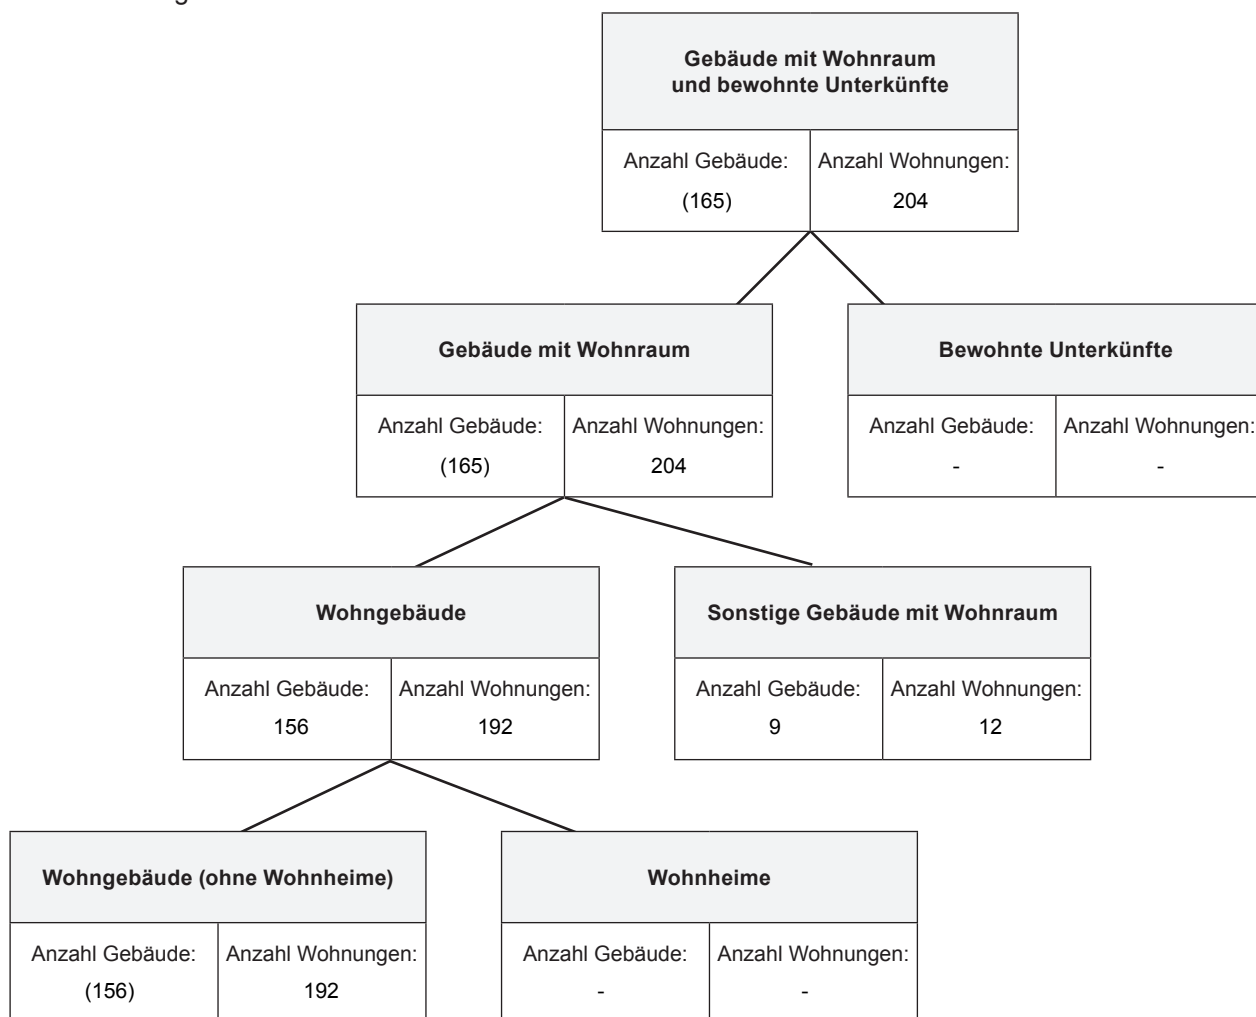 Gebäude mit Wohnraum
und bewohnte Unterkünfte
Anzahl Gebäude: Anzahl Wohnungen:
(165) 204
Gebäude mit Wohnraum
Anzahl Gebäude: Anzahl Wohnungen:
(165) 204
Bewohnte Unterkünfte
Anzahl Gebäude: Anzahl Wohnungen:
- -
Wohngebäude
Anzahl Gebäude: Anzahl Wohnungen:
156 192
Sonstige Gebäude mit Wohnraum
Anzahl Gebäude: Anzahl Wohnungen:
9 12
Wohngebäude (ohne Wohnheime)
Anzahl Gebäude: Anzahl Wohnungen:
(156) 192
Wohnheime
Anzahl Gebäude: Anzahl Wohnungen:
- -